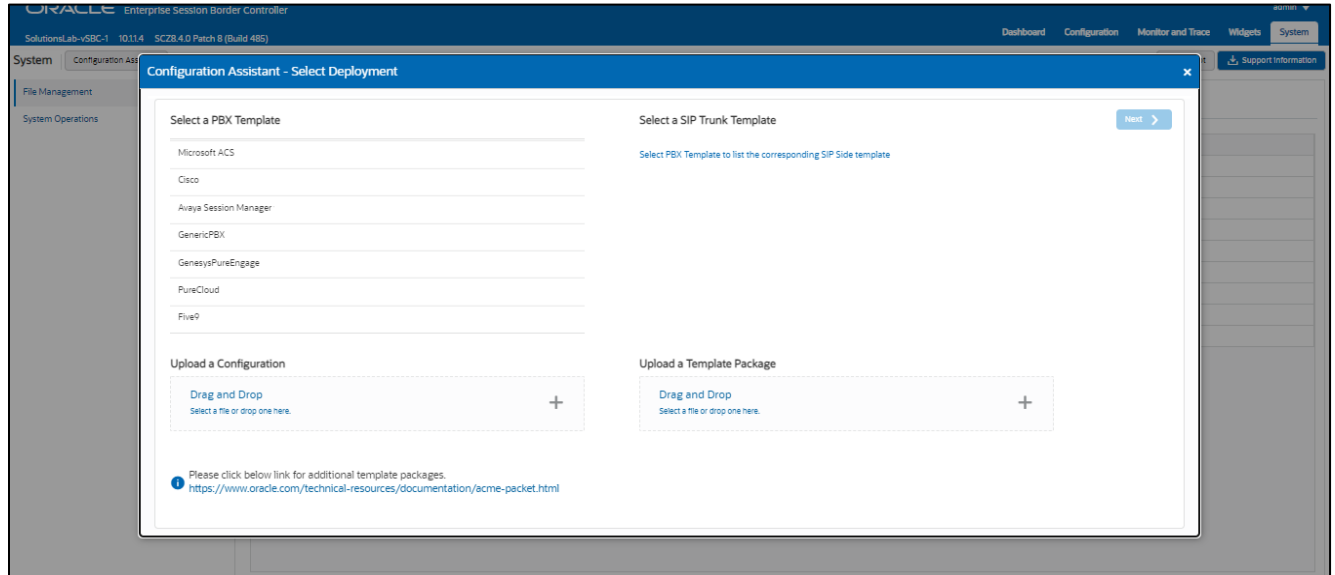 ORACLE Enterprise Session Border Controller
admin
SolutionsLab-vSBC-1 10.1.1.4 SCZ8.4.0 Patch 8 (Build 485)
Dashboard Configuration Monitor and Trace Widgets System
System Configuration Ass
Support Information
Configuration Assistant - Select Deployment x
File Management
System Operations
Select a PBX Template
Select a SIP Trunk Template
Next
Microsoft ACS
Select PBX Template to list the corresponding SIP Side template
Cisco
Avaya Session Manager
GenericPBX
GenesysPureEngage
PureCloud
Five9
Upload a Configuration
Upload a Template Package
Drag and Drop
Select a file or drop one here.
Drag and Drop
Select a file or drop one here.
Please click below link for additional template packages.
https://www.oracle.com/technical-resources/documentation/acme-packet.html